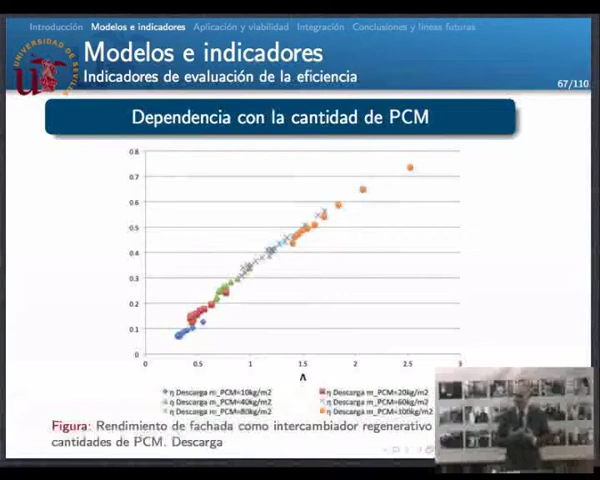 Introducción Modelos e indicadores Aplicación y viabilidad Integración Conclusiones y líneas futuras
UNIVERSIDAD DE SEVILLA
Modelos e indicadores
Indicadores de evaluación de la eficiencia
67/110
Dependencia con la cantidad de PCM
0.8
0.7
0.6
0.5
0.4
0.3
0.2
0.1
0
0 0.5 1 1.5 2 2.5 3
Λ
η Descarga m_PCM=10kg/m2 η Descarga m_PCM=20kg/m2
η Descarga m_PCM=40kg/m2 η Descarga m_PCM=60kg/m2
η Descarga m_PCM=80kg/m2 η Descarga m_PCM=100kg/m2
Figura: Rendimiento de fachada como intercambiador regenerativo
cantidades de PCM. Descarga